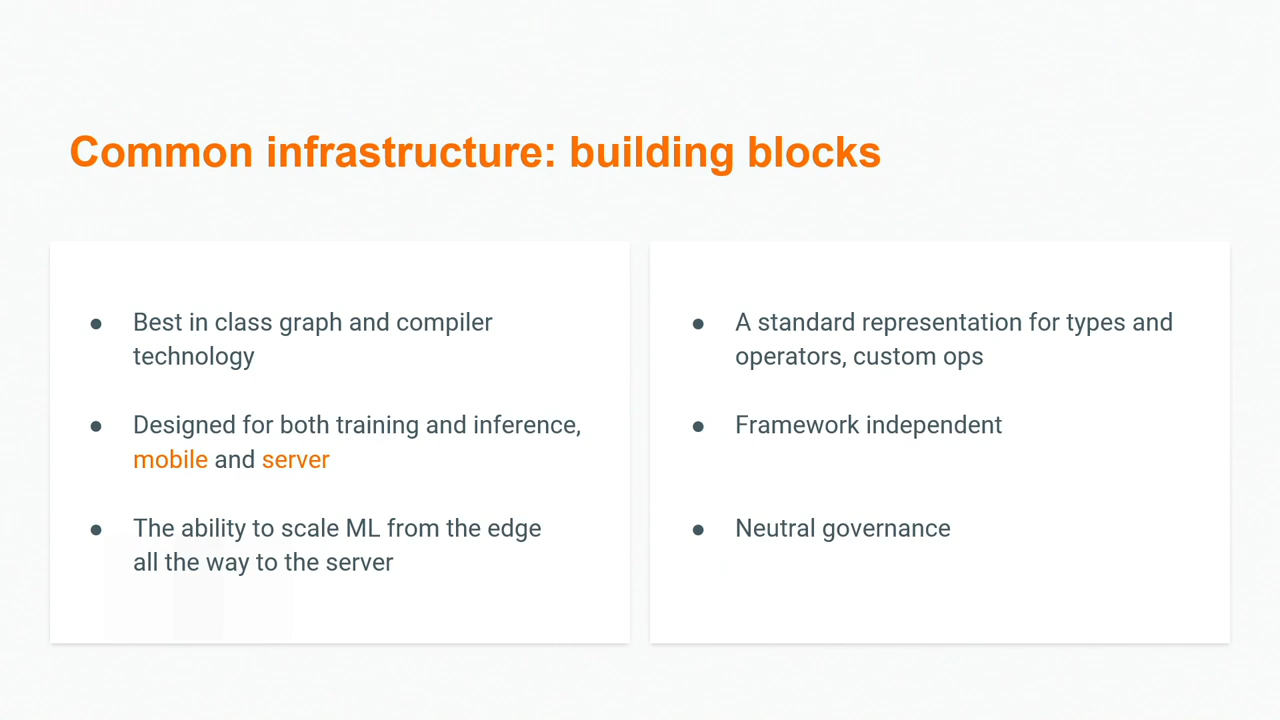 Common infrastructure: building blocks
● Best in class graph and compiler
technology
● Designed for both training and inference,
mobile and server
● The ability to scale ML from the edge
all the way to the server
● A standard representation for types and
operators, custom ops
● Framework independent
● Neutral governance